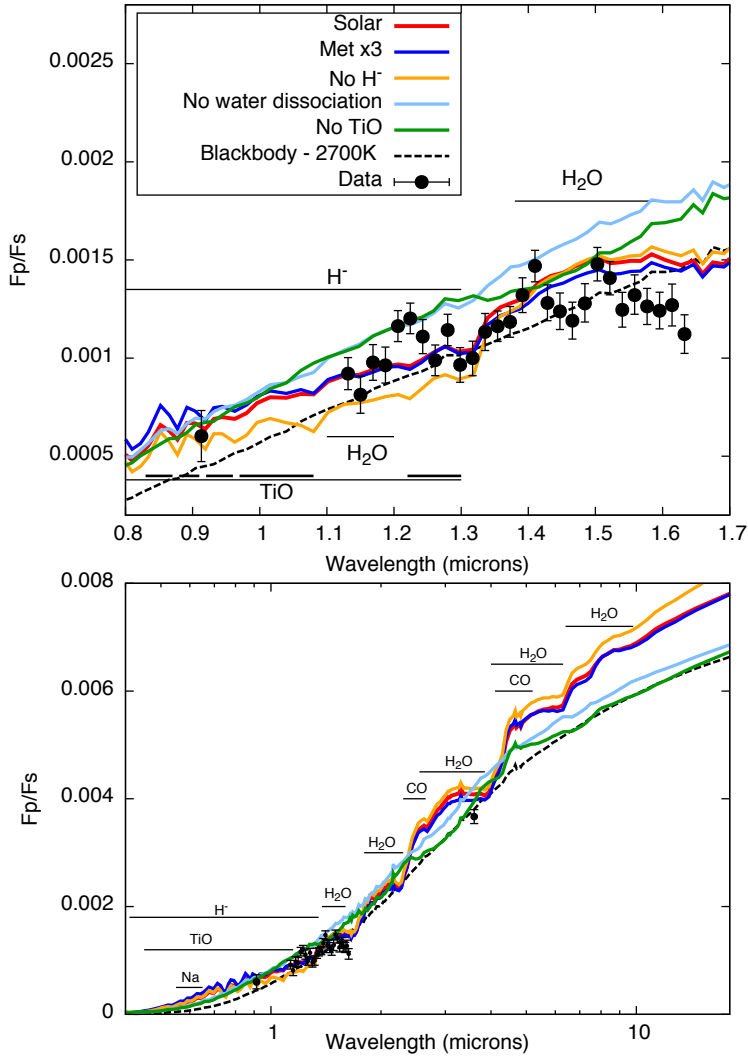 0.0025
0.002
0.0015
0.001
0.0005
Fp/Fs
Solar
Met x3
No H⁻
No water dissociation
No TiO
Blackbody - 2700K
Data
H₂O
H⁻
H₂O
TiO
0.8 0.9 1 1.1 1.2 1.3 1.4 1.5 1.6 1.7
Wavelength (microns)
0.008
0.006
0.004
0.002
0
Fp/Fs
H₂O
H₂O
CO
H₂O
CO
H₂O
H₂O
H⁻
TiO
Na
1 10
Wavelength (microns)